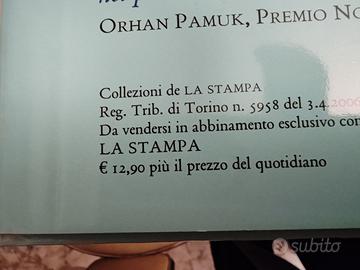 ORHAN PAMUK, PREMIO NO
Collezioni de LA STAMPA
Reg. Trib. di Torino n. 5958 del 3.4.2006
Da vendersi in abbinamento esclusivo con
LA STAMPA
€ 12,90 più il prezzo del quotidiano
subito